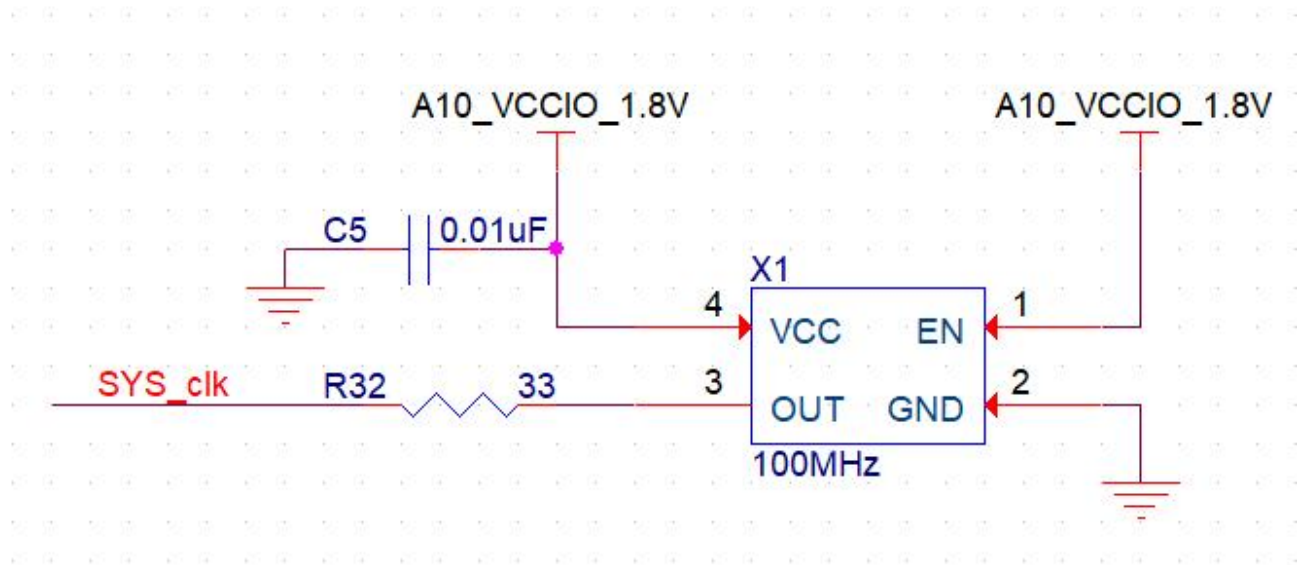 A10_VCCIO_1.8V A10_VCCIO_1.8V
C5 0.01uF
X1
4 VCC EN 1
SYS_clk R32 33 3 OUT GND 2
100MHz